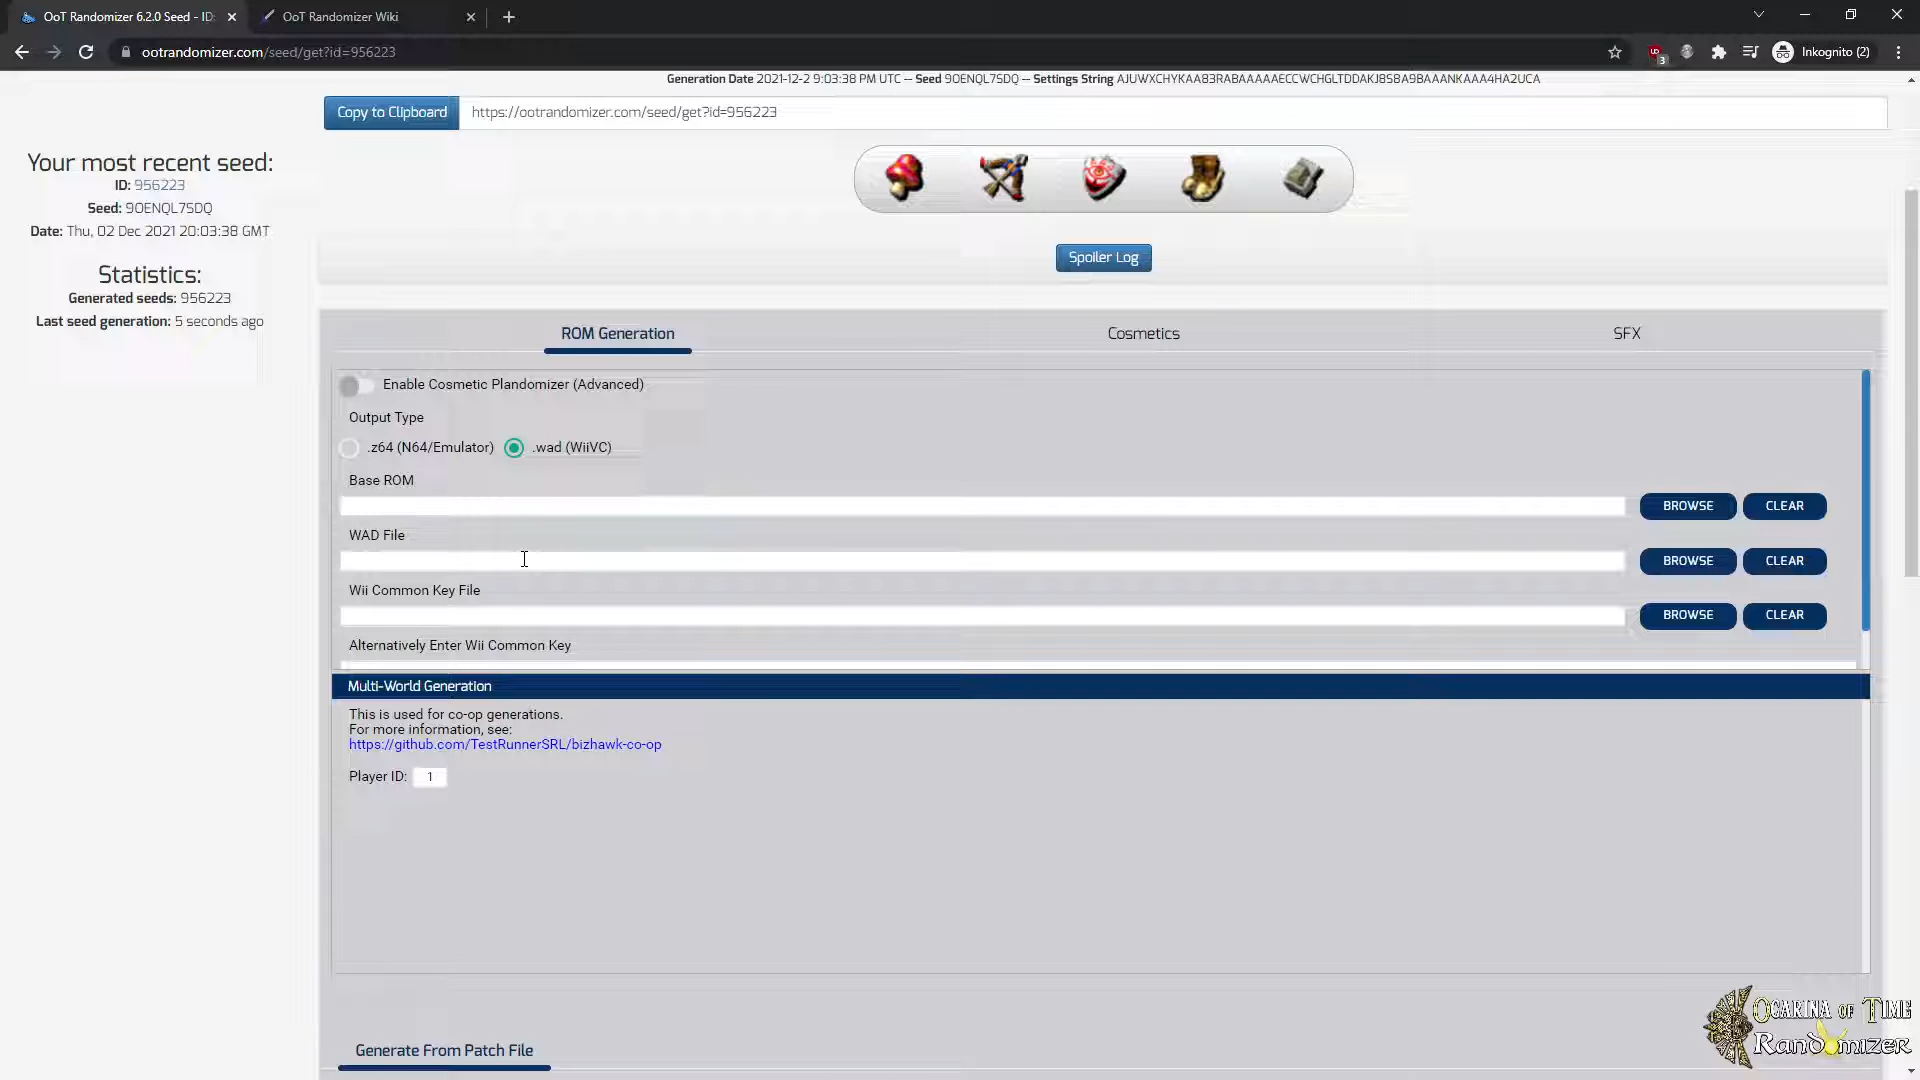 OoT Randomizer 6.2.0 Seed - ID:
OoT Randomizer Wiki
ootrandomizer.com/seed/get?id=956223
Inkognito (2)
3
Generation Date 2021-12-2 9:03:38 PM UTC -- Seed 9OENQL7SDQ -- Settings String AJUWXCHYKAA83RABAAAAAECCWCHGLTDDAKJ8S8A9BAAANKAAA4HA2UCA
Copy to Clipboard
https://ootrandomizer.com/seed/get?id=956223
Your most recent seed:
ID: 956223
Seed: 9OENQL7SDQ
Date: Thu, 02 Dec 2021 20:03:38 GMT
Statistics:
Generated seeds: 956223
Last seed generation: 5 seconds ago
Spoiler Log
ROM Generation
Cosmetics
SFX
Enable Cosmetic Plandomizer (Advanced)
Output Type
.z64 (N64/Emulator)
.wad (WiiVC)
Base ROM
BROWSE
CLEAR
WAD File
BROWSE
CLEAR
Wii Common Key File
BROWSE
CLEAR
Alternatively Enter Wii Common Key
Multi-World Generation
This is used for co-op generations.
For more information, see:
https://github.com/TestRunnerSRL/bizhawk-co-op
Player ID: 1
Generate From Patch File
Ocarina of Time
Randomizer